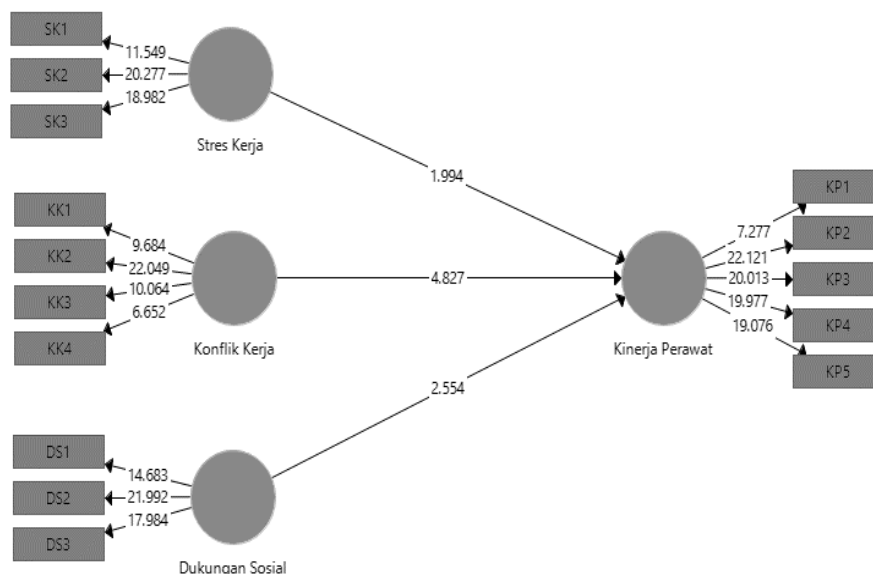 SK1
11.549
SK2
20.277
SK3
18.982
Stres Kerja
1.994
KK1
9.684
KK2
22.049
KK3
10.064
KK4
6.652
Konflik Kerja
4.827
DS1
14.683
DS2
21.992
DS3
17.984
Dukungan Sosial
2.554
Kinerja Perawat
KP1
7.277
KP2
22.121
KP3
20.013
KP4
19.977
KP5
19.076